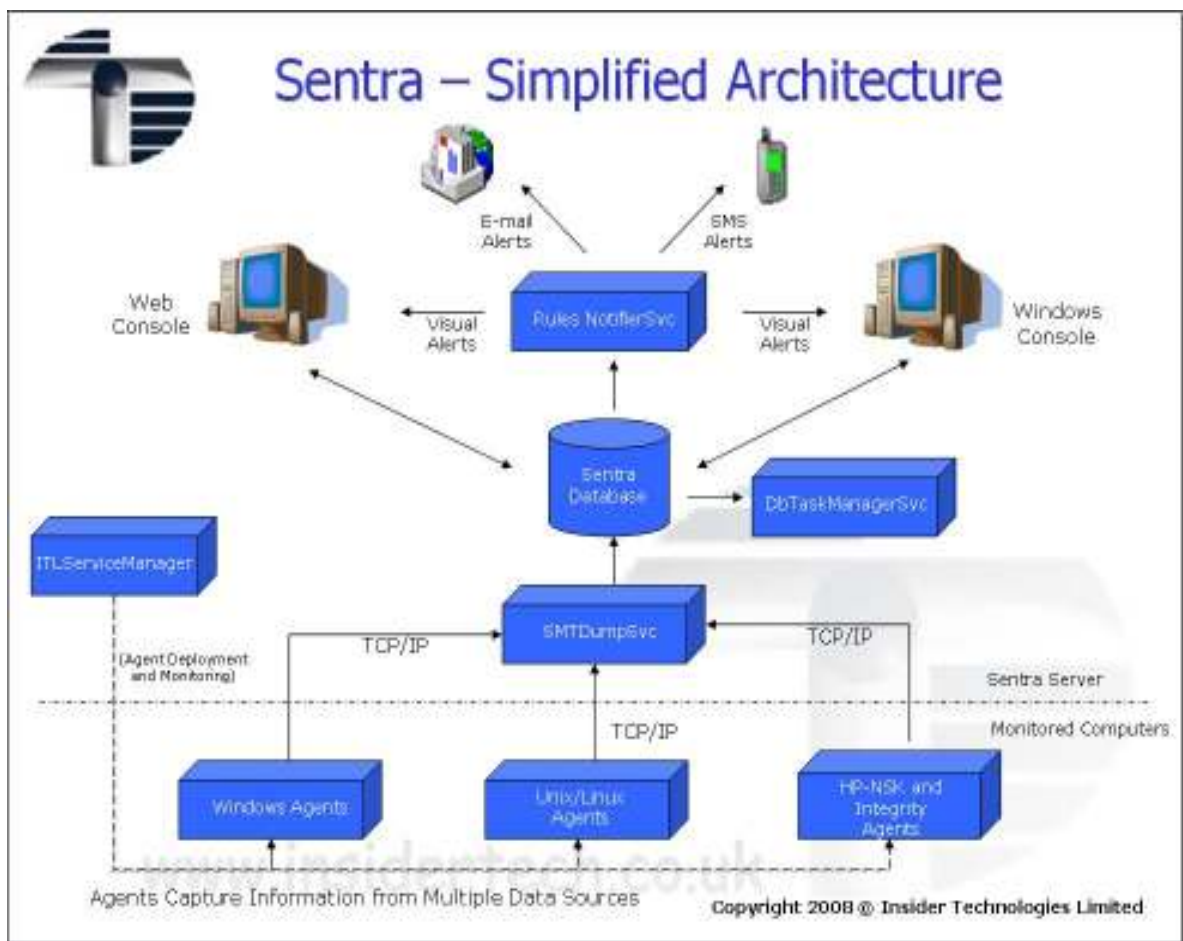 Sentra – Simplified Architecture
E-mail
Alerts
SMS
Alerts
Web
Console
Rules NotifierSvc
Windows
Console
Visual
Alerts
Visual
Alerts
Sentra
Database
DbTaskManagerSvc
ITLServiceManager
SMTDumpSvc
TCP/IP
TCP/IP
(Agent Deployment
and Monitoring)
Sentra Server
TCP/IP
Monitored Computers
Windows Agents
Unix/Linux
Agents
HP-NSK and
Integrity
Agents
www.insidertech.co.uk
Agents Capture Information from Multiple Data Sources
Copyright 2008 @ Insider Technologies Limited